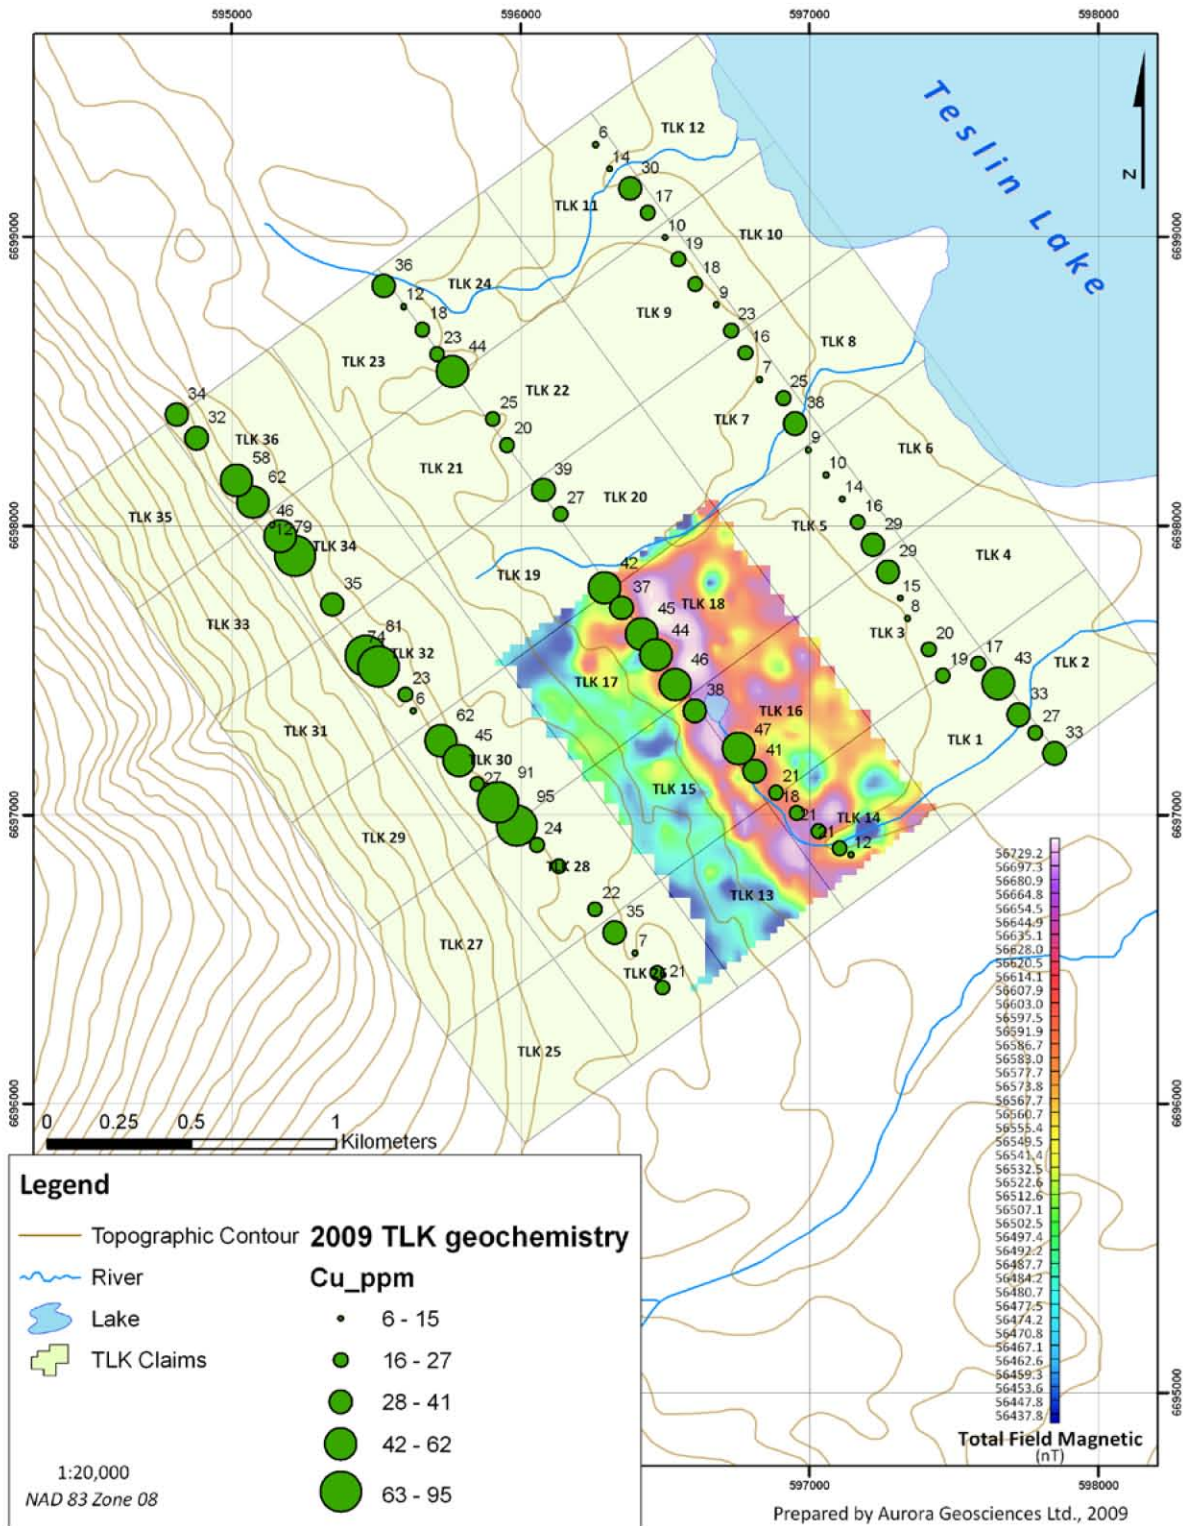 595000 596000 597000 598000
Teslin Lake
N
6699000 6699000
6698000 6698000
6697000 6697000
6696000 6696000
6695000
TLK 12
6
14
30
TLK 11
17
10
TLK 10
19
18
9
TLK 9
23
16
TLK 8
7
25
38
TLK 7
9
TLK 6
10
14
16
TLK 5
29
29
TLK 4
15
8
TLK 3
20
19
17
43
TLK 2
33
27
33
TLK 1
36
12
TLK 24
18
23
44
TLK 23
TLK 22
25
20
TLK 21
39
27
TLK 20
TLK 19
42
37
TLK 18
45
44
46
TLK 17
38
TLK 16
47
41
TLK 15
21
18
21
21
TLK 14
12
TLK 13
34
32
TLK 36
58
62
46
12
79
TLK 35
TLK 34
35
TLK 33
81
74
TLK 32
23
6
TLK 31
62
45
TLK 30
27
91
95
24
TLK 29
TLK 28
22
35
7
TLK 27
TLK 26
21
TLK 25
0 0.25 0.5 1
Kilometers
56729.2
56697.3
56680.9
56664.8
56654.5
56644.9
56635.1
56628.0
56620.5
56614.1
56607.9
56603.0
56597.5
56591.9
56586.7
56583.0
56577.7
56573.8
56567.7
56560.7
56555.4
56549.5
56541.4
56532.5
56522.6
56512.6
56507.1
56502.5
56497.4
56492.2
56487.7
56484.2
56480.7
56477.5
56474.2
56470.8
56467.1
56462.6
56459.3
56453.6
56447.8
56437.8
Total Field Magnetic
(nT)
Legend
Topographic Contour
River
Lake
TLK Claims
2009 TLK geochemistry
Cu_ppm
6 - 15
16 - 27
28 - 41
42 - 62
63 - 95
1:20,000
NAD 83 Zone 08
597000 598000
Prepared by Aurora Geosciences Ltd., 2009